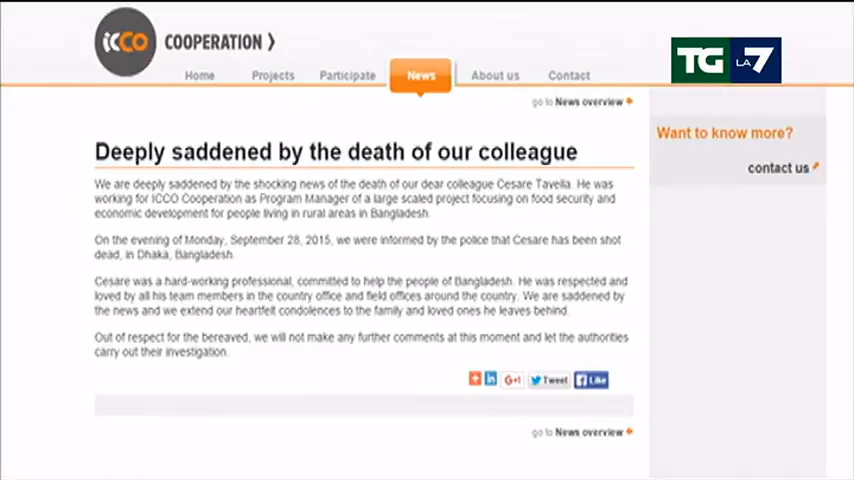 icco COOPERATION
TG LA 7
Home Projects Participate News About us Contact
go to News overview
Want to know more?
contact us
Deeply saddened by the death of our colleague
We are deeply saddened by the shocking news of the death of our dear colleague Cesare Tavella. He was
working for ICCO Cooperation as Program Manager of a large scaled project focusing on food security and
economic development for people living in rural areas in Bangladesh.
On the evening of Monday, September 28, 2015, we were informed by the police that Cesare has been shot
dead, in Dhaka, Bangladesh.
Cesare was a hard-working professional, committed to help the people of Bangladesh. He was respected and
loved by all his team members in the country office and field offices around the country. We are saddened by
the news and we extend our heartfelt condolences to the family and loved ones he leaves behind.
Out of respect for the bereaved, we will not make any further comments at this moment and let the authorities
carry out their investigation.
in G+1 Tweet f Like
go to News overview